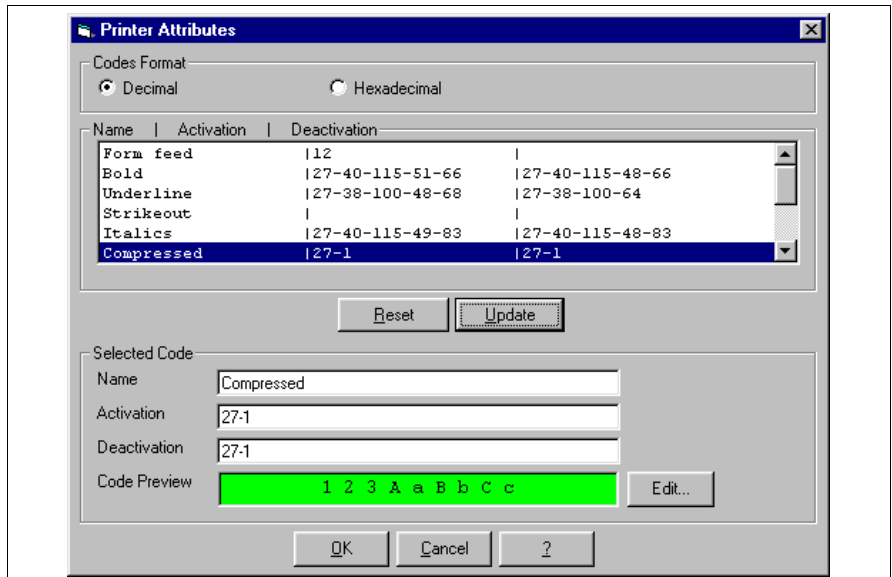 Printer Attributes
Codes Format
Decimal Hexadecimal
Name | Activation | Deactivation
Form feed |12 |
Bold |27-40-115-51-66 |27-40-115-48-66
Underline |27-38-100-48-68 |27-38-100-64
Strikeout | |
Italics |27-40-115-49-83 |27-40-115-48-83
Compressed |27-1 |27-1
Reset Update
Selected Code
Name Compressed
Activation 27-1
Deactivation 27-1
Code Preview 1 2 3 A a B b C c Edit...
OK Cancel ?